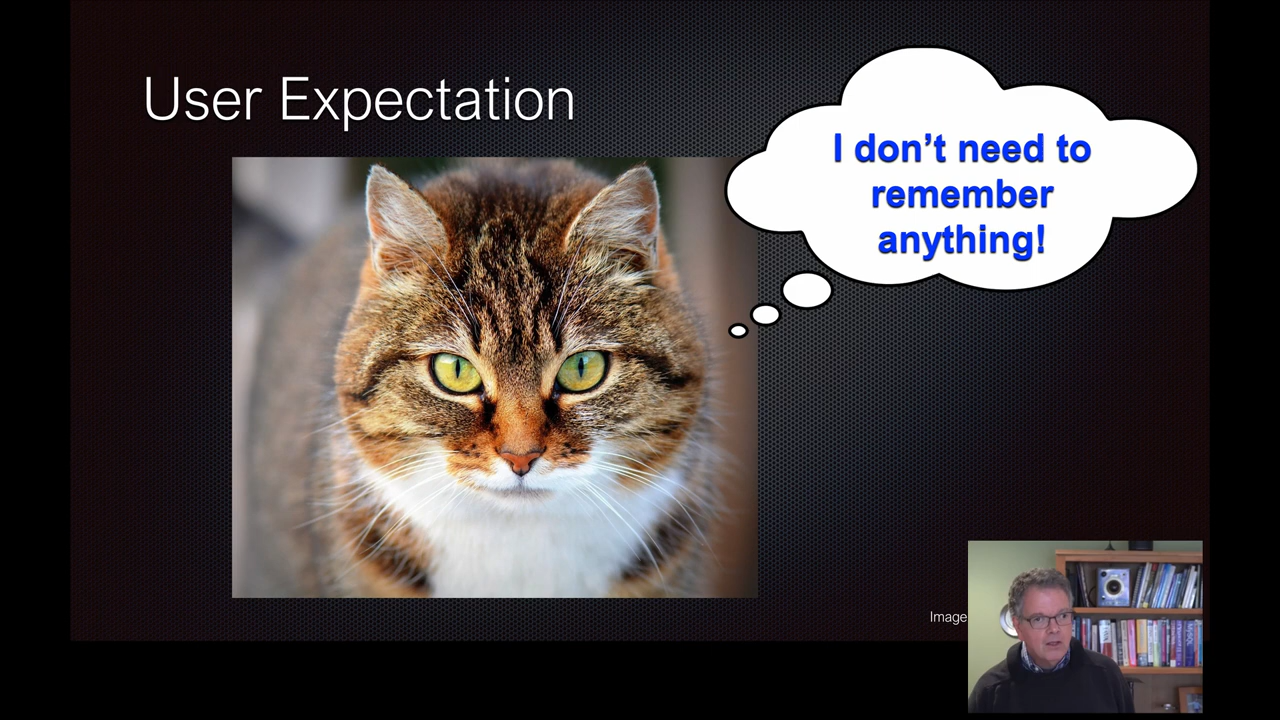 User Expectation
I don't need to
remember
anything!
Image